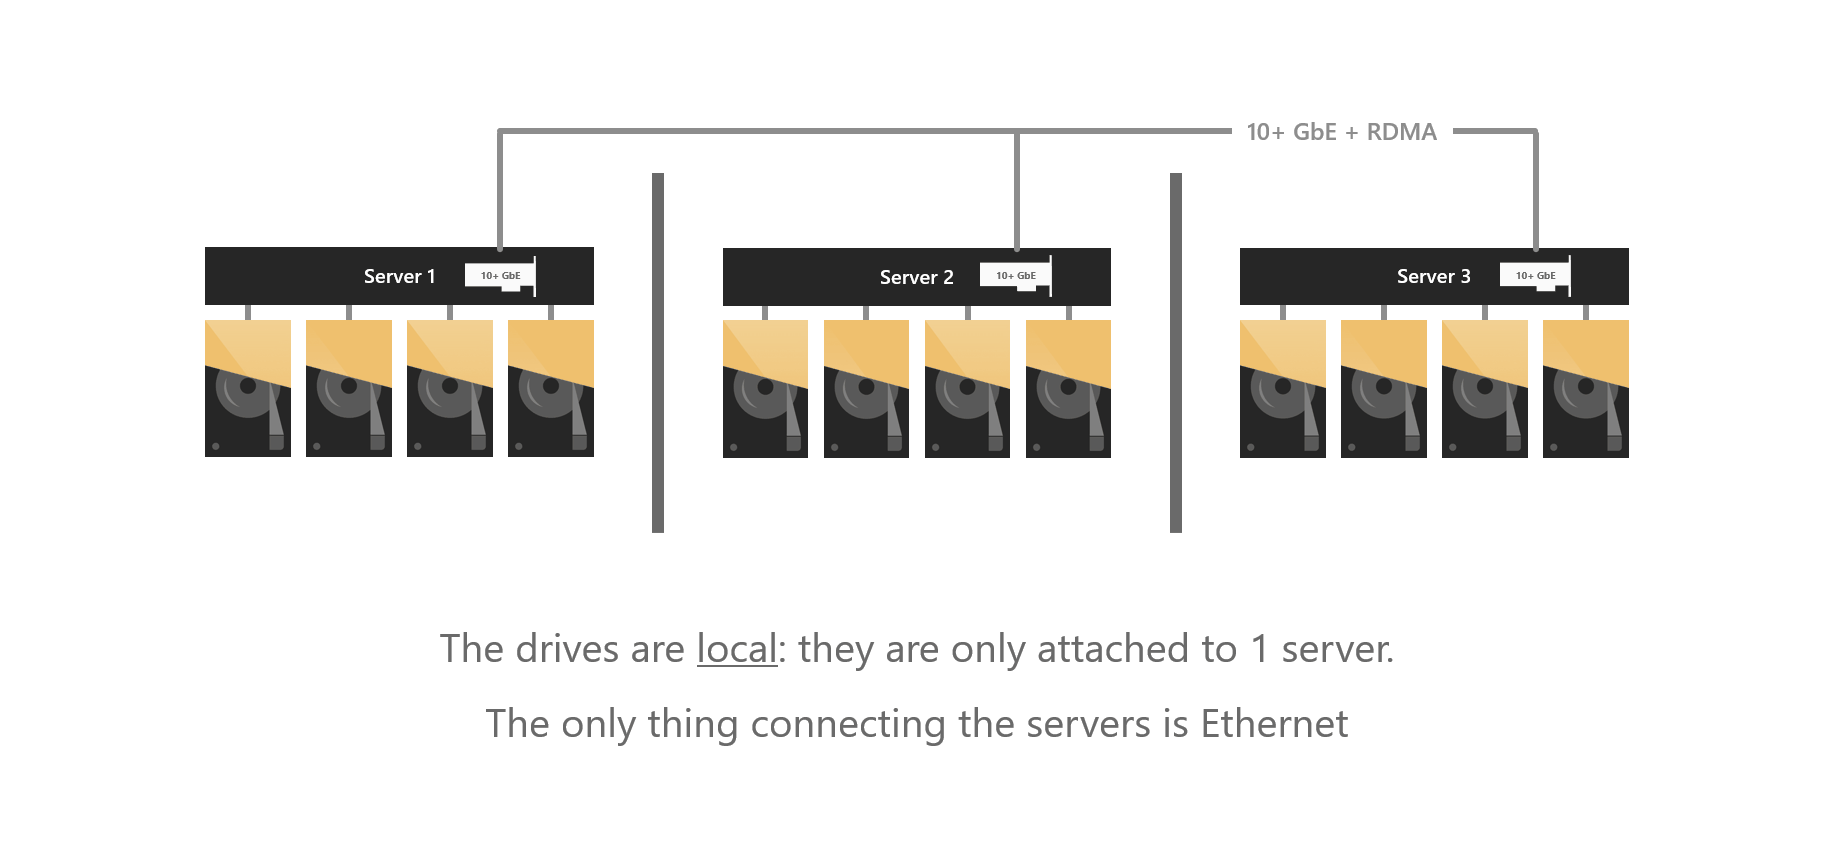 10+ GbE + RDMA
Server 1
10+ GbE
Server 2
10+ GbE
Server 3
10+ GbE
The drives are local: they are only attached to 1 server.
The only thing connecting the servers is Ethernet